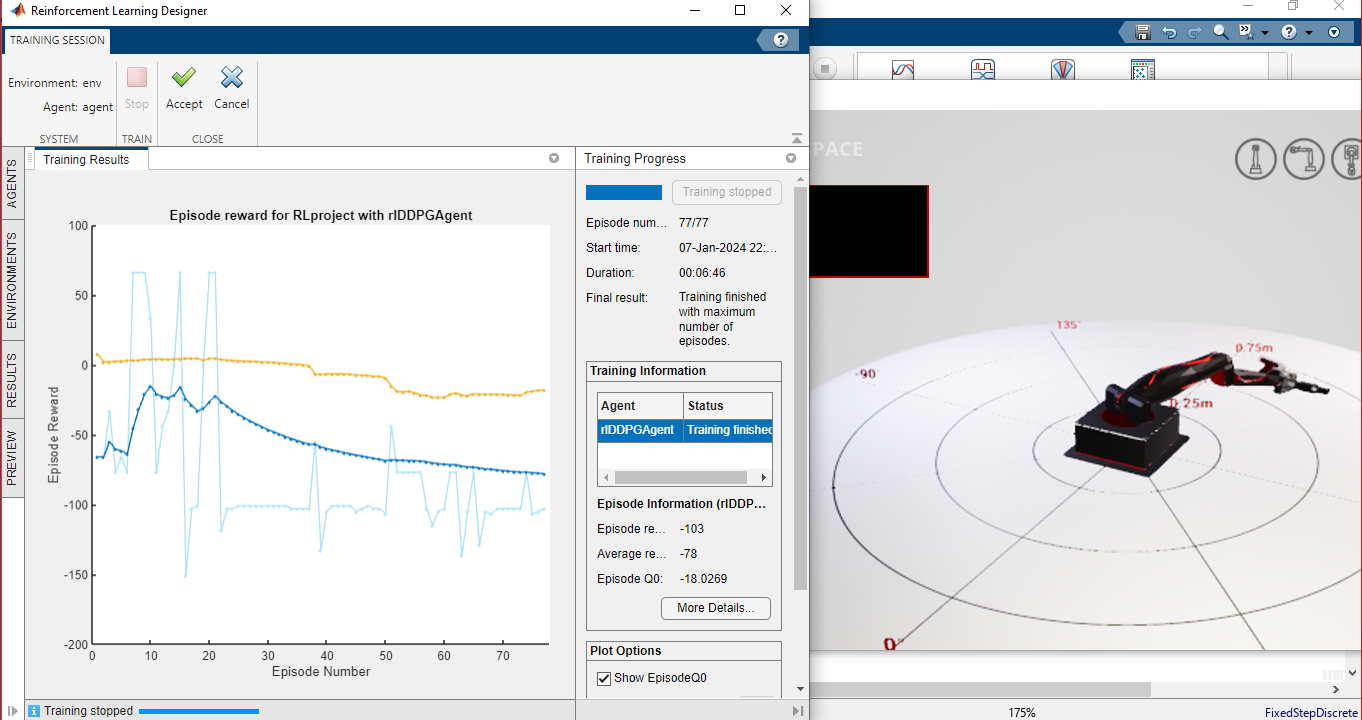 Reinforcement Learning Designer
TRAINING SESSION
Environment: env
Agent: agent
Stop
Accept
Cancel
SYSTEM
TRAIN
CLOSE
AGENTS
ENVIRONMENTS
RESULTS
PREVIEW
Training Results
Episode reward for RLproject with rlDDPGAgent
Episode Reward
100
50
0
-50
-100
-150
-200
0 10 20 30 40 50 60 70
Episode Number
Training Progress
Training stopped
Episode num... 77/77
Start time: 07-Jan-2024 22:...
Duration: 00:06:46
Final result: Training finished
with maximum
number of
episodes.
Training Information
Agent Status
rlDDPGAgent Training finished
Episode Information (rlDDP...
Episode re... -103
Average re... -78
Episode Q0: -18.0269
More Details...
Plot Options
Show EpisodeQ0
Training stopped
PACE
135°
-90
0.75m
0.25m
0°
175%
FixedStepDiscrete